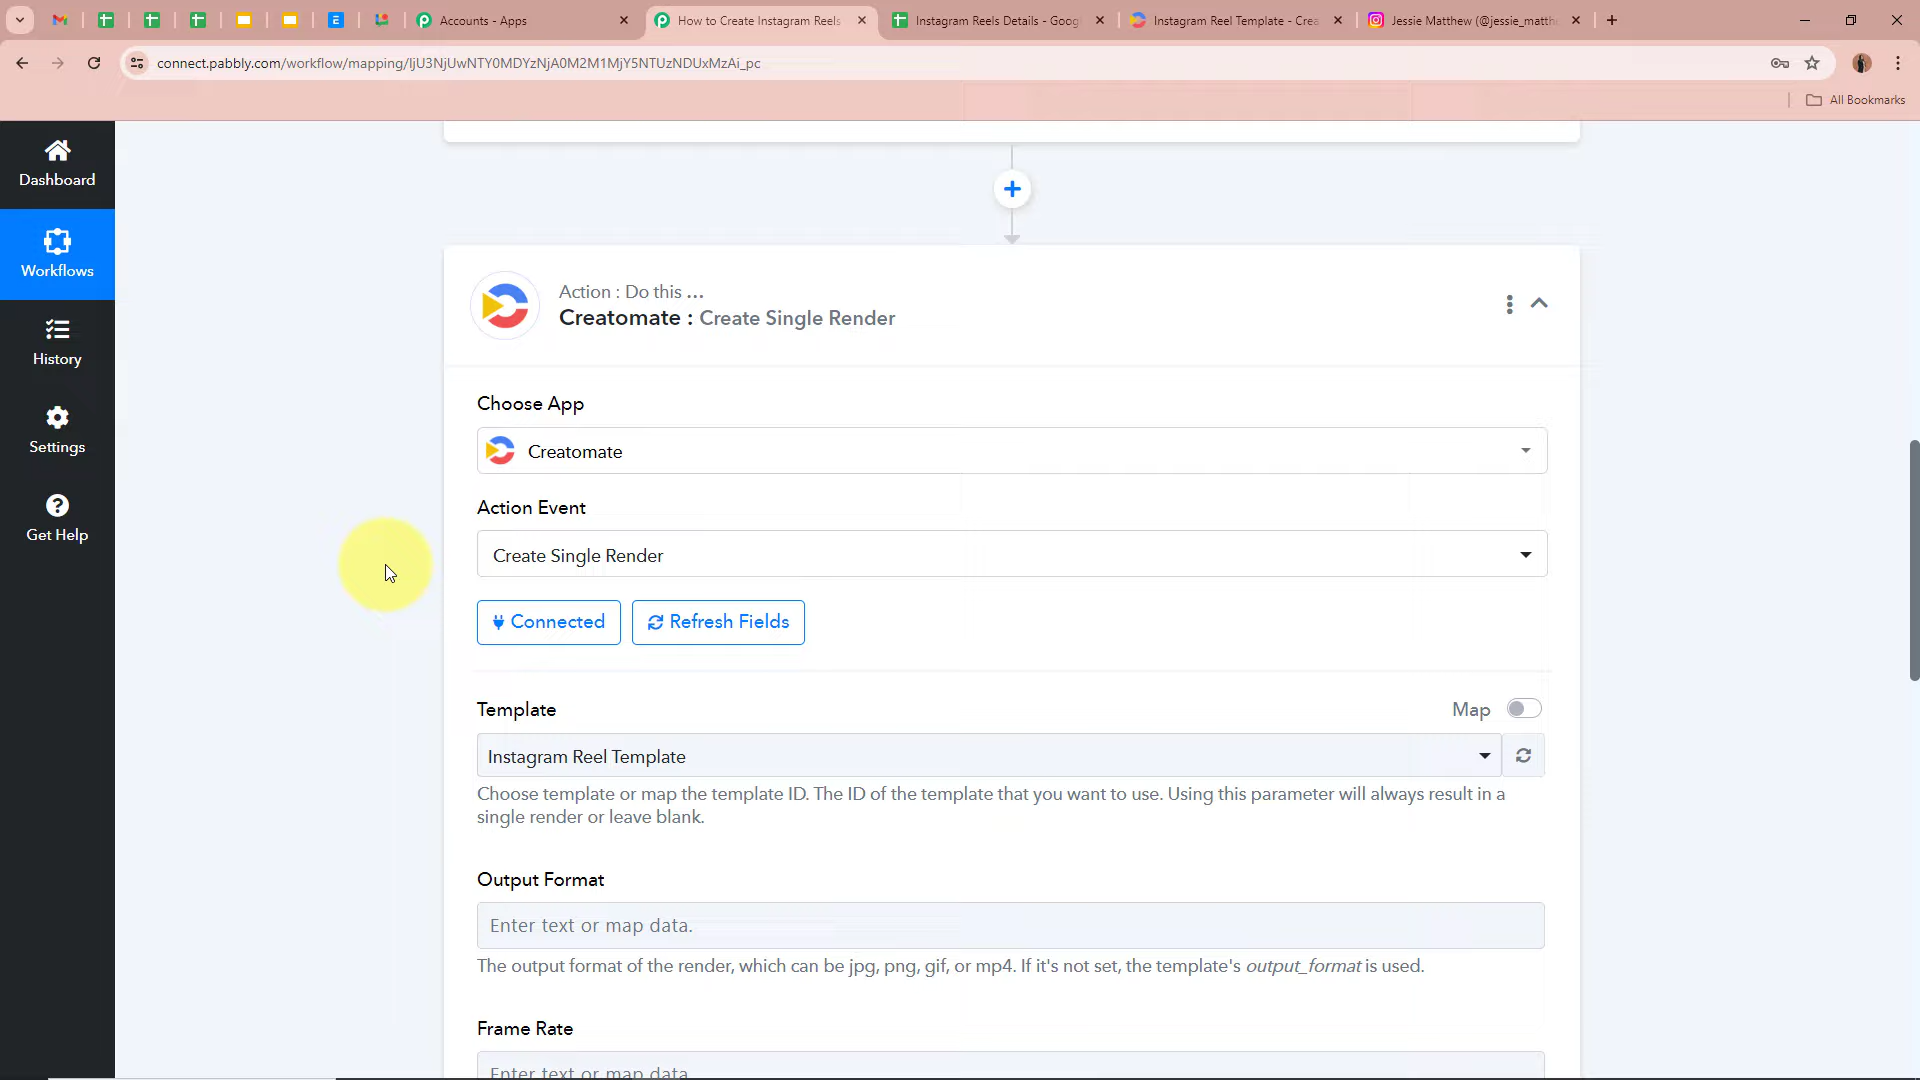 Accounts - Apps
How to Create Instagram Reels
Instagram Reels Details - Goog
Instagram Reel Template - Crea
Jessie Matthew (@jessie_matth
connect.pabbly.com/workflow/mapping/IjU3NjUwNTY0MDYzNjA0M2M1MjY5NTUzNDUxMzAi_pc
All Bookmarks
Dashboard
Workflows
History
Settings
Get Help
Action : Do this ...
Creatomate : Create Single Render
Choose App
Creatomate
Action Event
Create Single Render
Connected
Refresh Fields
Template
Map
Instagram Reel Template
Choose template or map the template ID. The ID of the template that you want to use. Using this parameter will always result in a
single render or leave blank.
Output Format
Enter text or map data.
The output format of the render, which can be jpg, png, gif, or mp4. If it's not set, the template's output_format is used.
Frame Rate
Enter text or map data.